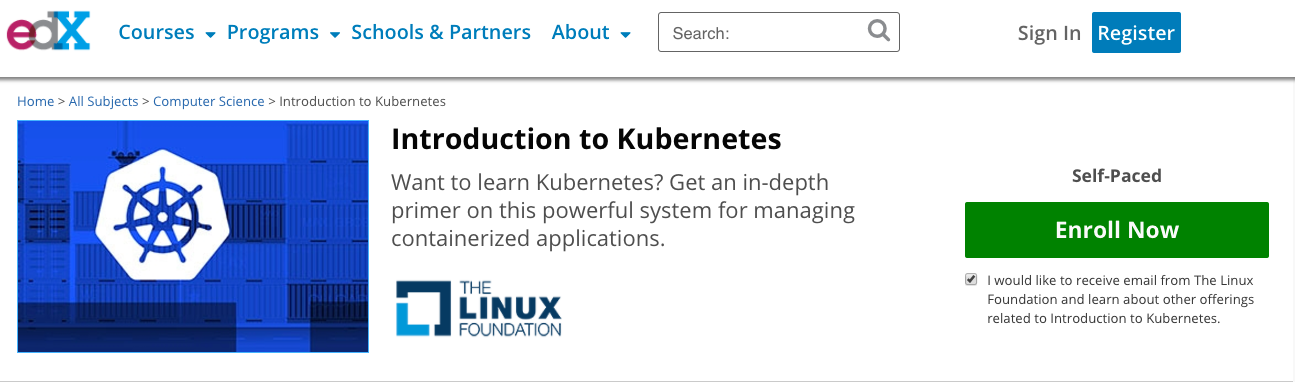 edX Courses Programs Schools & Partners About Search: Sign In Register
Home > All Subjects > Computer Science > Introduction to Kubernetes
Introduction to Kubernetes
Want to learn Kubernetes? Get an in-depth
primer on this powerful system for managing
containerized applications.
THE
LINUX
FOUNDATION
Self-Paced
Enroll Now
I would like to receive email from The Linux
Foundation and learn about other offerings
related to Introduction to Kubernetes.